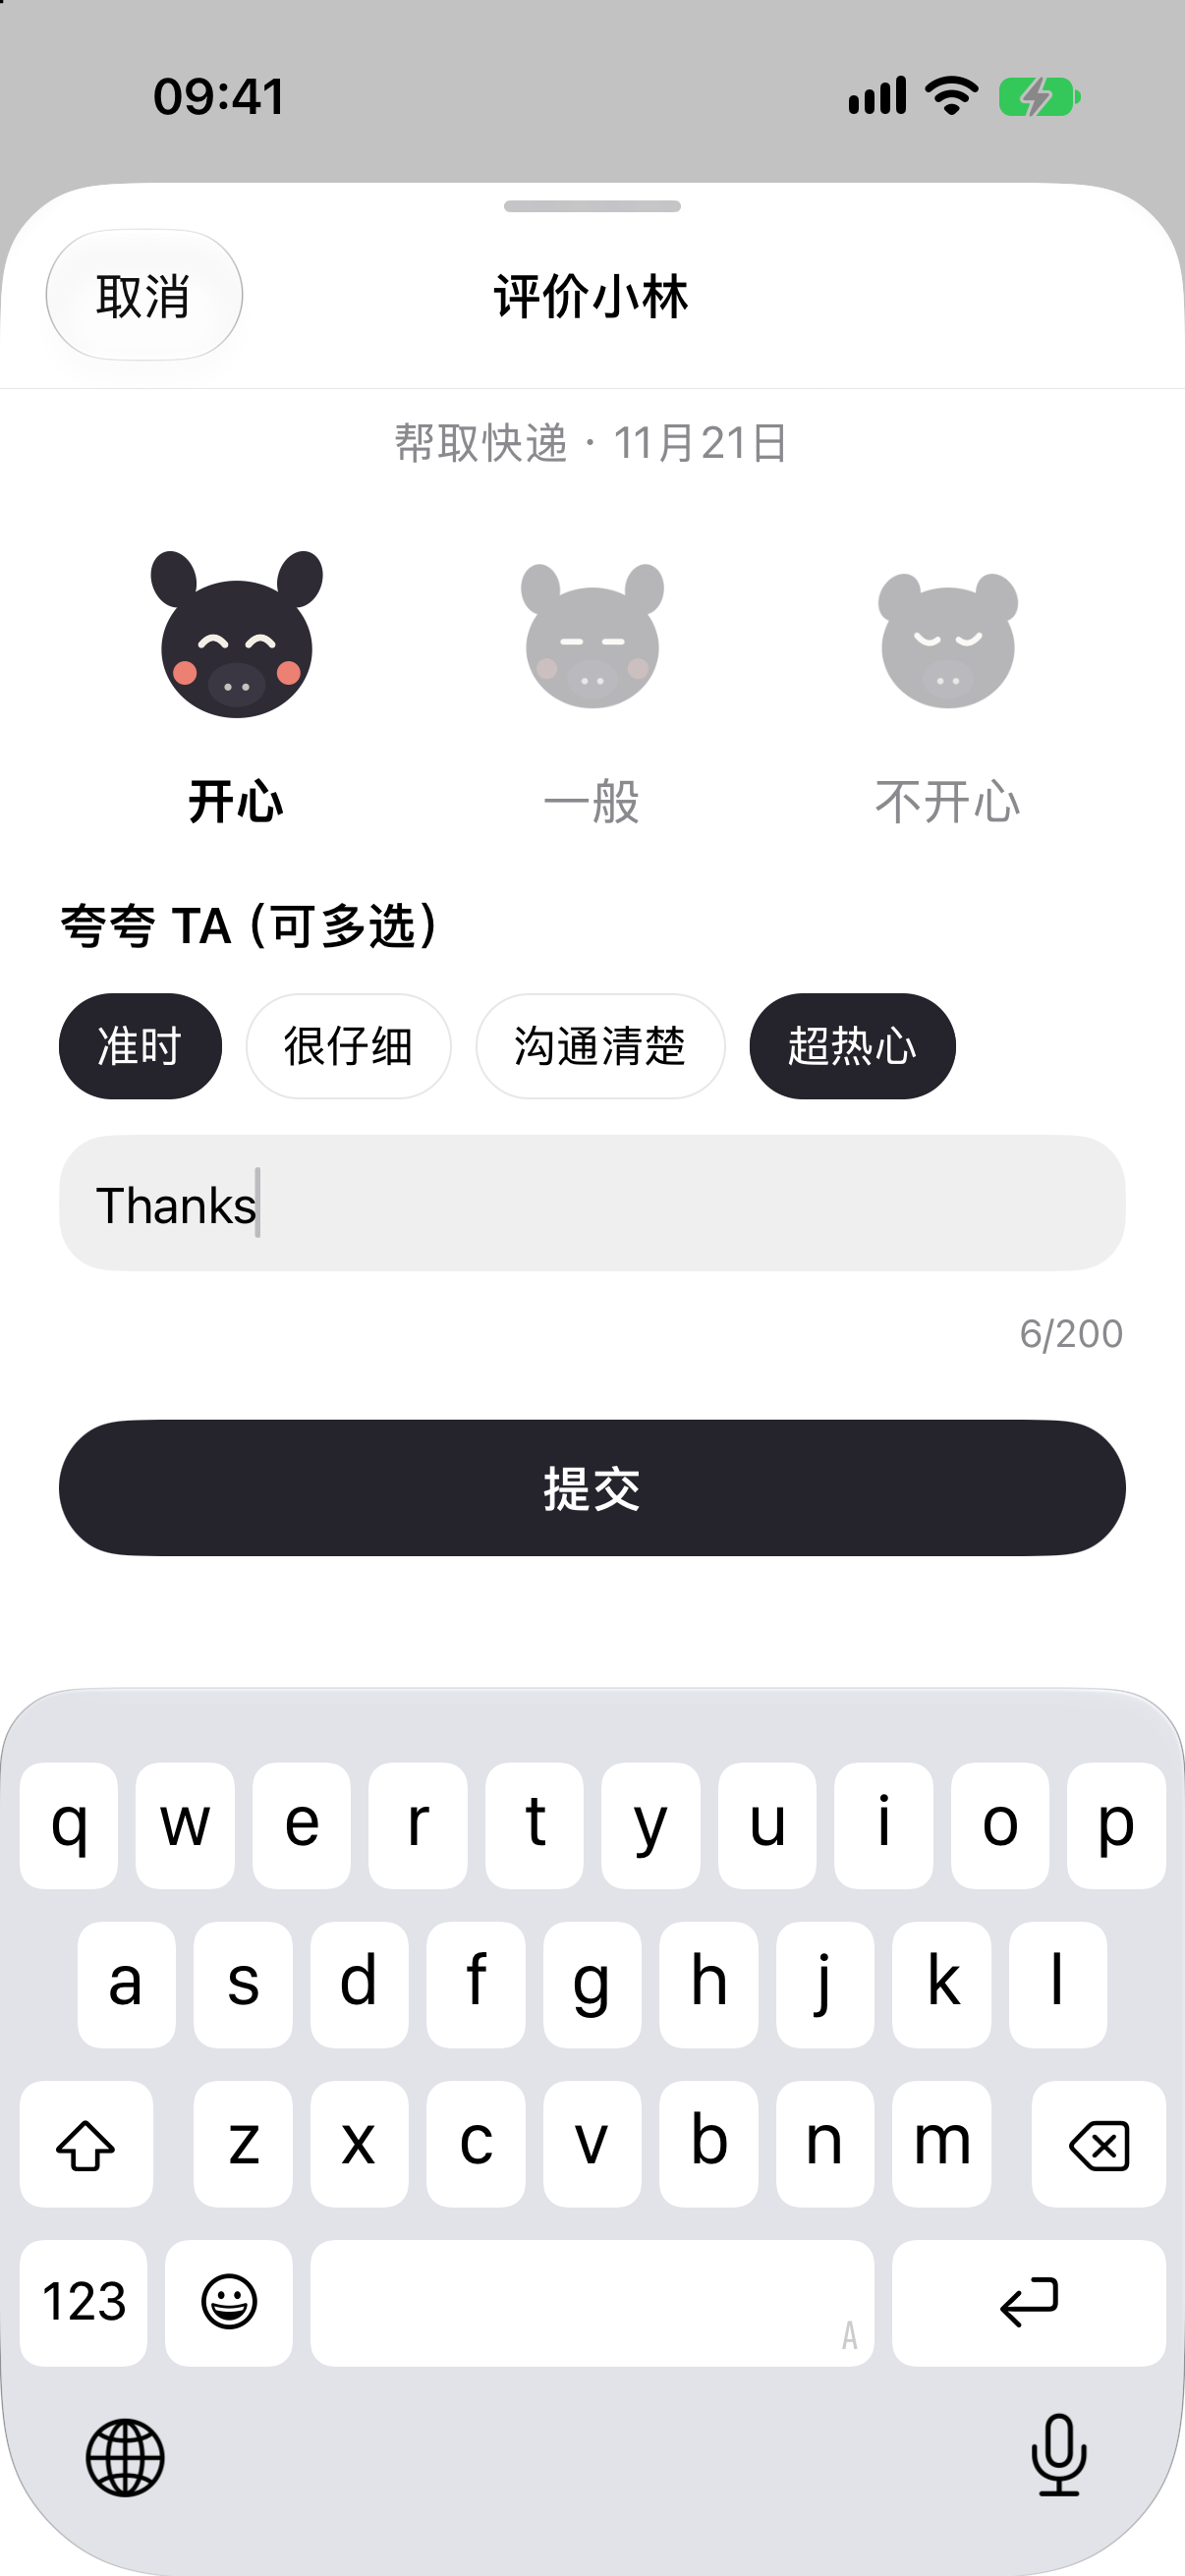 09:41
取消
评价小林
帮取快递 · 11月21日
开心
一般
不开心
夸夸 TA（可多选）
准时
很仔细
沟通清楚
超热心
Thanks
6/200
提交
q w e r t y u i o p
a s d f g h j k l
z x c v b n m
123
A